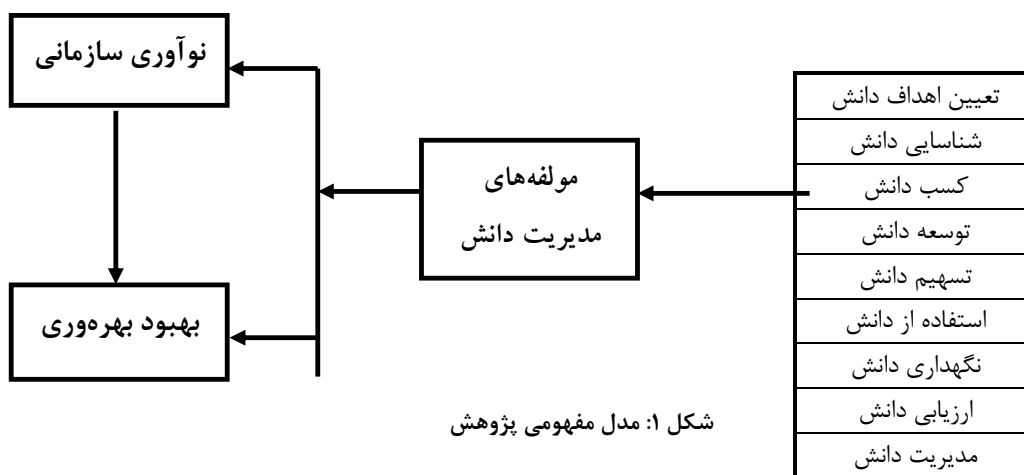 تعیین اهداف دانش
شناسایی دانش
کسب دانش
توسعه دانش
تسهیم دانش
استفاده از دانش
نگهداری دانش
ارزیابی دانش
مدیریت دانش
مولفه‌های
مدیریت دانش
نوآوری سازمانی
بهبود بهره‌وری
شکل ۱: مدل مفهومی پژوهش